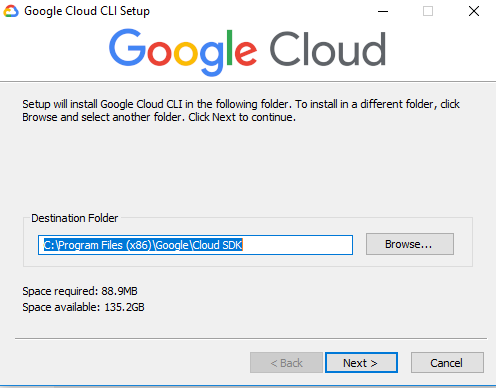 Google Cloud CLI Setup
Google Cloud
Setup will install Google Cloud CLI in the following folder. To install in a different folder, click
Browse and select another folder. Click Next to continue.
Destination Folder
C:\Program Files (x86)\Google\Cloud SDK
Browse...
Space required: 88.9MB
Space available: 135.2GB
< Back
Next >
Cancel